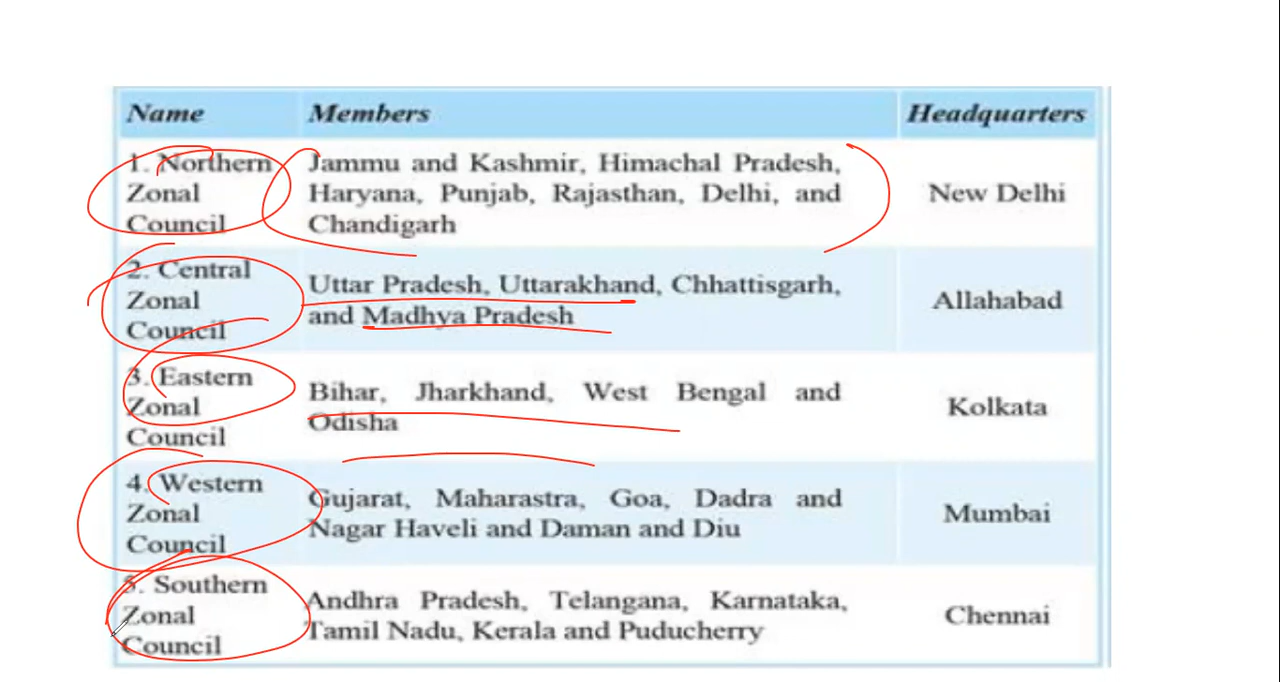 Name Members Headquarters
1. Northern Jammu and Kashmir, Himachal Pradesh,
Zonal Haryana, Punjab, Rajasthan, Delhi, and New Delhi
Council Chandigarh
2. Central
Zonal Uttar Pradesh, Uttarakhand, Chhattisgarh, Allahabad
Council and Madhya Pradesh
3. Eastern
Zonal Bihar, Jharkhand, West Bengal and Kolkata
Council Odisha
4. Western
Zonal Gujarat, Maharastra, Goa, Dadra and Mumbai
Council Nagar Haveli and Daman and Diu
5. Southern
Zonal Andhra Pradesh, Telangana, Karnataka, Chennai
Council Tamil Nadu, Kerala and Puducherry